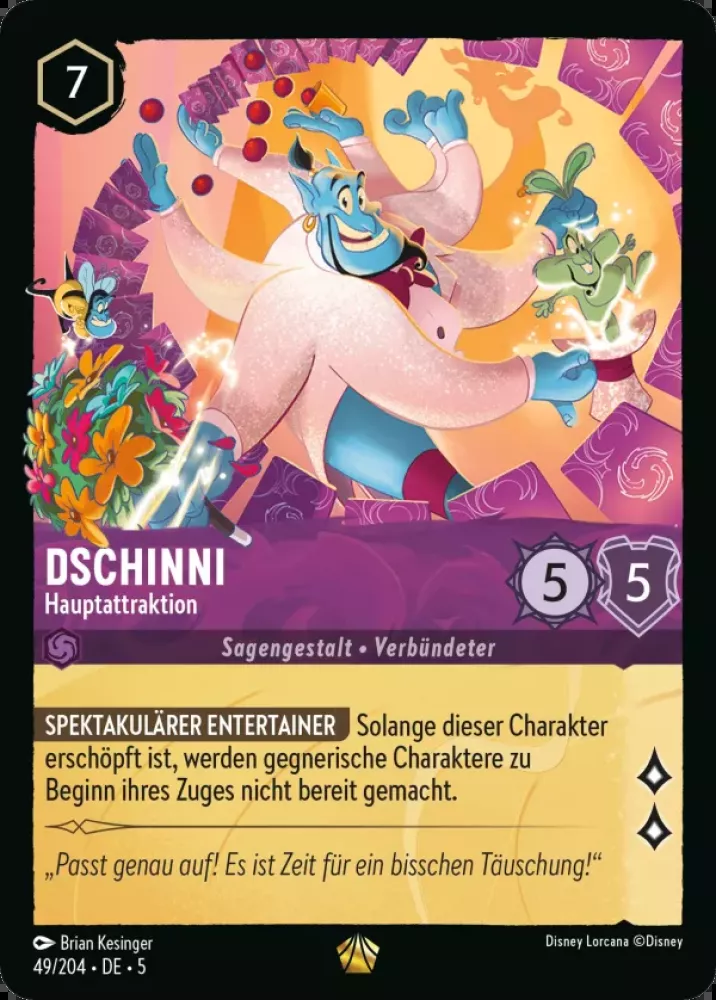 7
DSCHINNI
Hauptattraktion
5 5
Sagengestalt • Verbündeter
SPEKTAKULÄRER ENTERTAINER Solange dieser Charakter
erschöpft ist, werden gegnerische Charaktere zu
Beginn ihres Zuges nicht bereit gemacht.
„Passt genau auf! Es ist Zeit für ein bisschen Täuschung!“
Brian Kesinger
49/204 • DE • 5
Disney Lorcana ©Disney